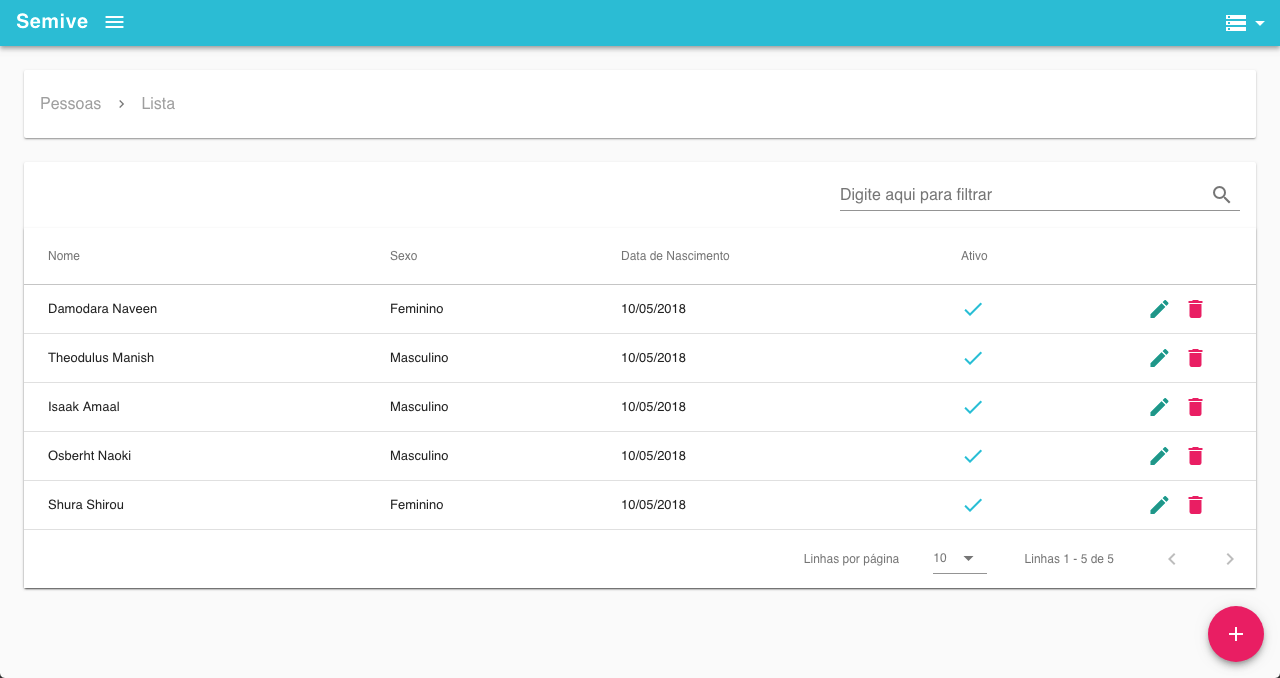 Semive
Pessoas > Lista
Digite aqui para filtrar
Nome Sexo Data de Nascimento Ativo
Damodara Naveen Feminino 10/05/2018
Theodulus Manish Masculino 10/05/2018
Isaak Amaal Masculino 10/05/2018
Osberht Naoki Masculino 10/05/2018
Shura Shirou Feminino 10/05/2018
Linhas por página 10 Linhas 1 - 5 de 5